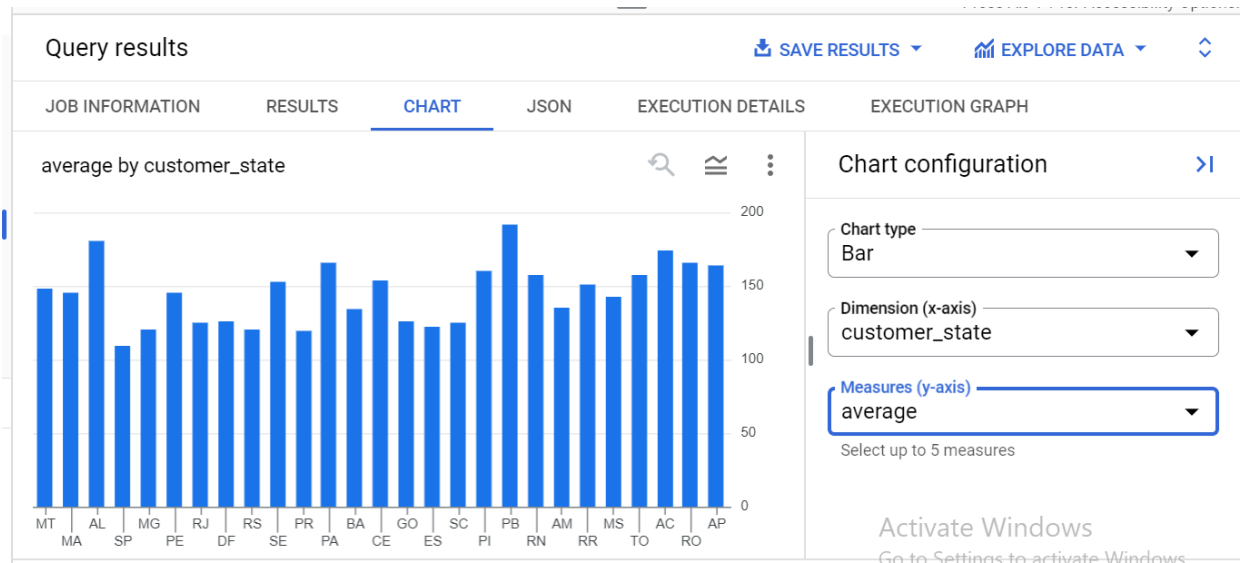 Query results
SAVE RESULTS
EXPLORE DATA
JOB INFORMATION
RESULTS
CHART
JSON
EXECUTION DETAILS
EXECUTION GRAPH
average by customer_state
200
150
100
50
0
MT
MA
AL
SP
MG
PE
RJ
DF
RS
SE
PR
PA
BA
CE
GO
ES
SC
PI
PB
RN
AM
RR
MS
TO
AC
RO
AP
Chart configuration
Chart type
Bar
Dimension (x-axis)
customer_state
Measures (y-axis)
average
Select up to 5 measures
Activate Windows
Go to Settings to activate Windows